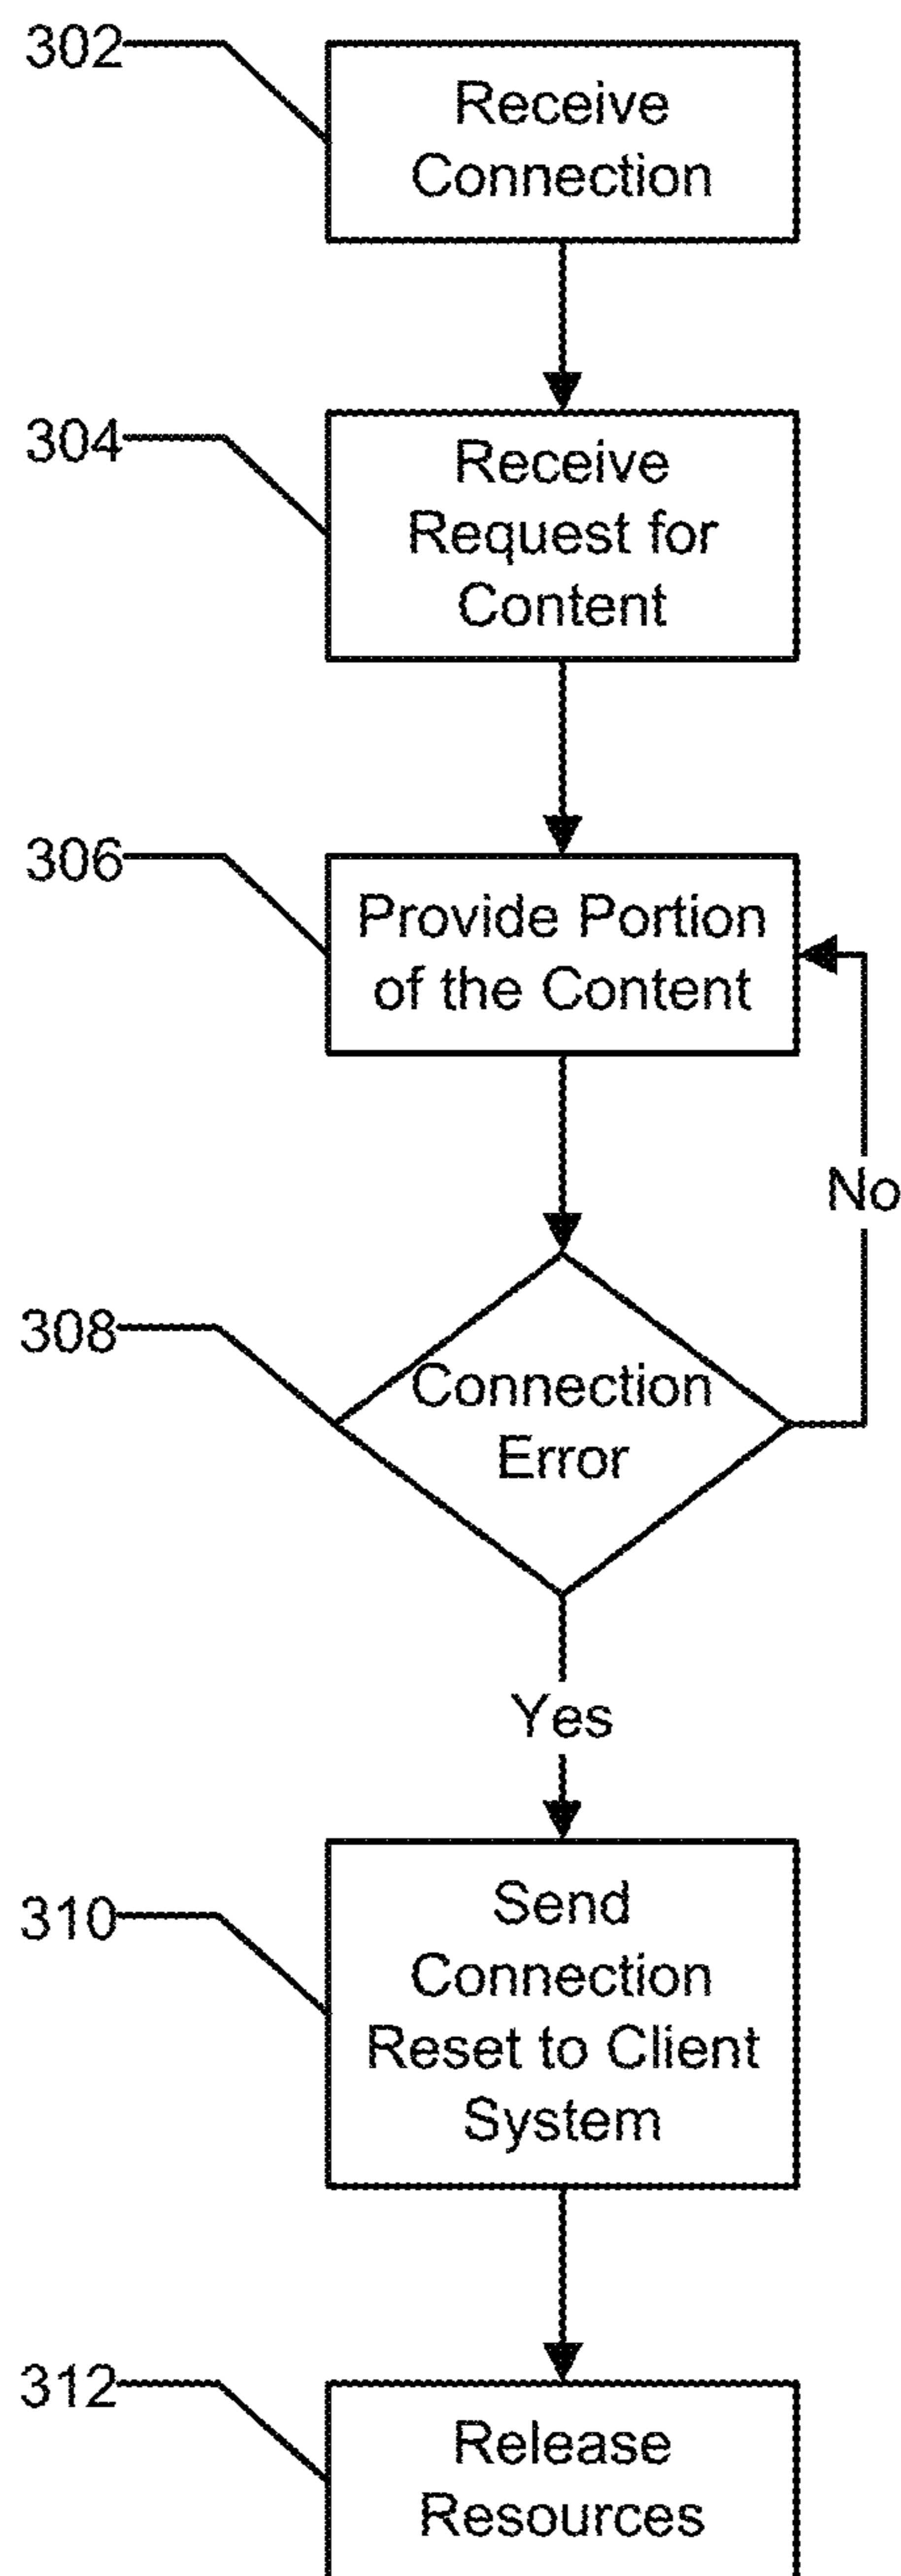 302
Receive
Connection
304
Receive
Request for
Content
306
Provide Portion
of the Content
No
308
Connection
Error
Yes
310
Send
Connection
Reset to Client
System
312
Release
Resources